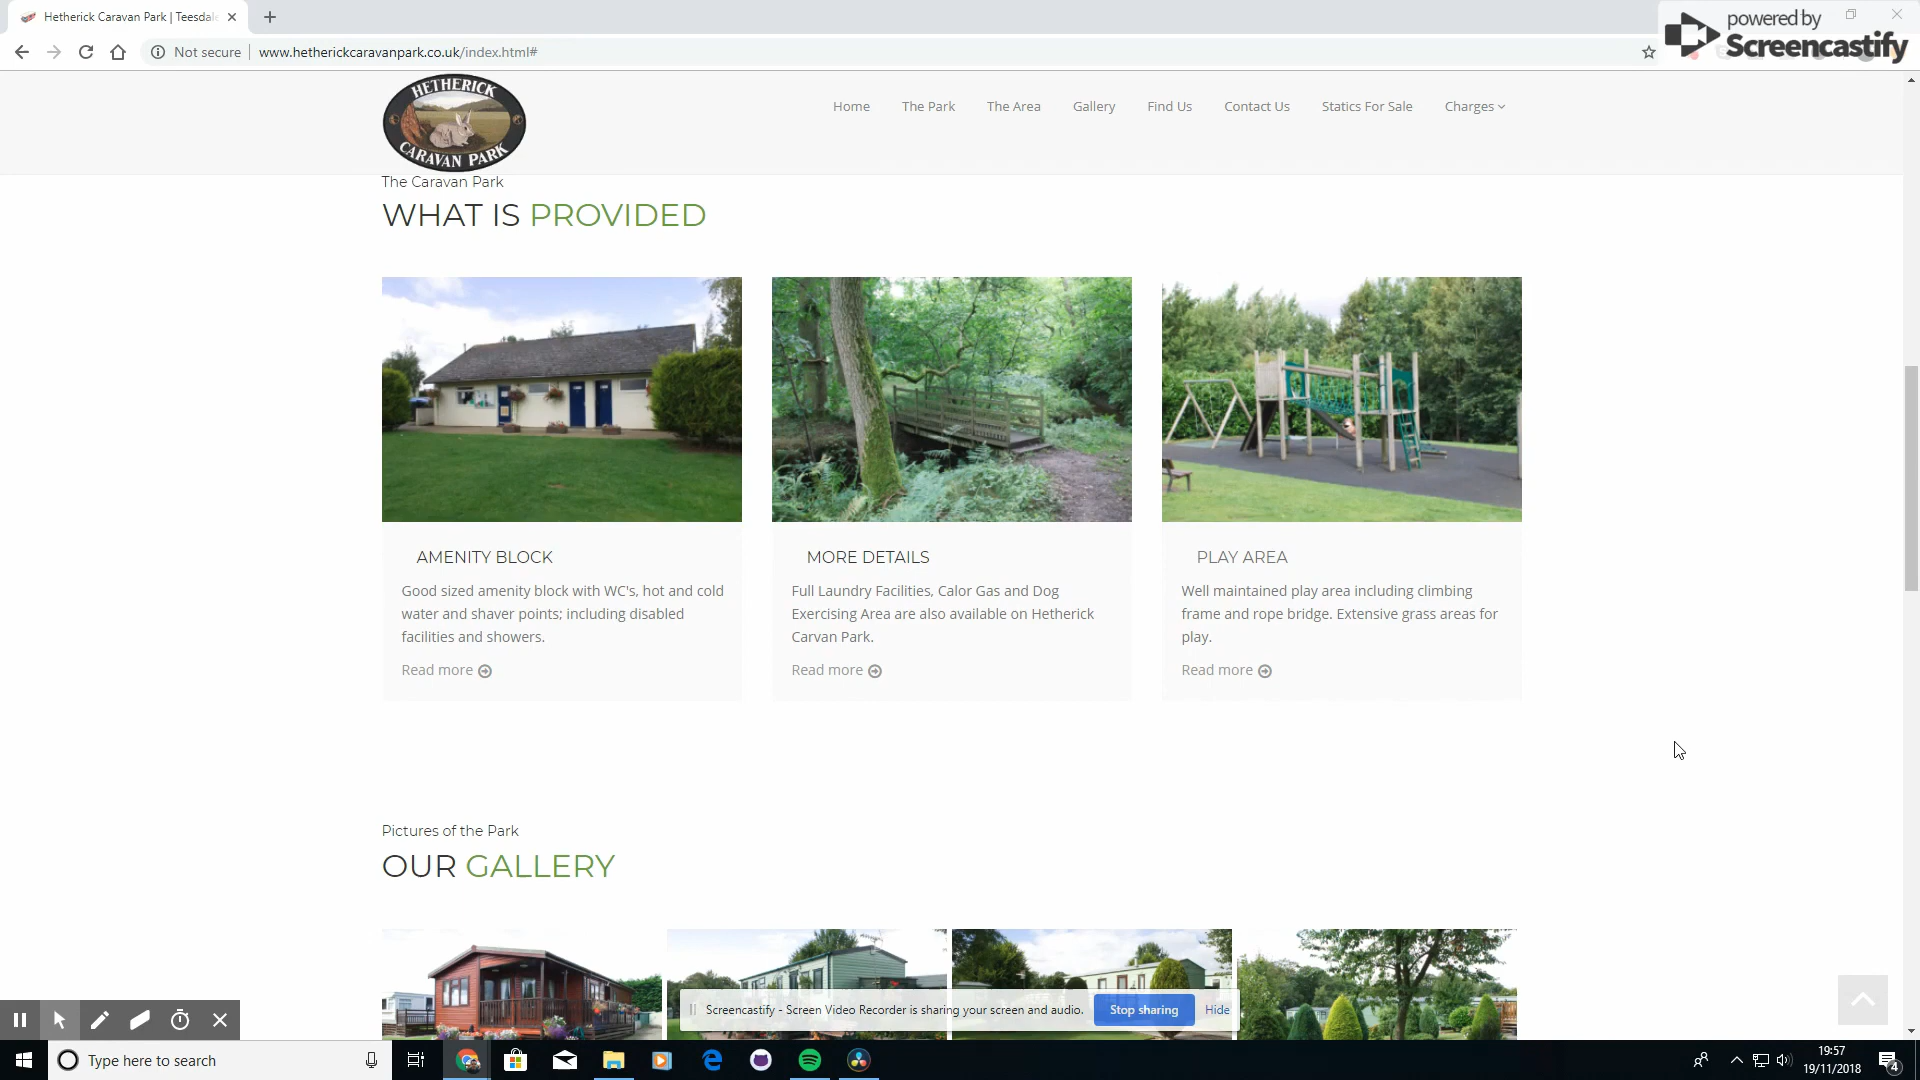 Hetherick Caravan Park | Teesdale
powered by
Screencastify
Not secure
www.hetherickcaravanpark.co.uk/index.html#
HETHERICK
CARAVAN PARK
Home
The Park
The Area
Gallery
Find Us
Contact Us
Statics For Sale
Charges
The Caravan Park
WHAT IS PROVIDED
AMENITY BLOCK
Good sized amenity block with WC's, hot and cold
water and shaver points; including disabled
facilities and showers.
Read more
MORE DETAILS
Full Laundry Facilities, Calor Gas and Dog
Exercising Area are also available on Hetherick
Carvan Park.
Read more
PLAY AREA
Well maintained play area including climbing
frame and rope bridge. Extensive grass areas for
play.
Read more
Pictures of the Park
OUR GALLERY
Screencastify - Screen Video Recorder is sharing your screen and audio.
Stop sharing
Hide
Type here to search
19:57
19/11/2018
4